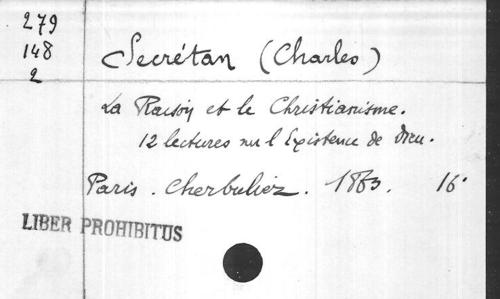 279
148
2
Secrétan (Charles)
La Raison et le Christianisme.
12 lectures sur l'Existence de Dieu.
Paris. Cherbuliez. 1863. 16°
LIBER PROHIBITUS